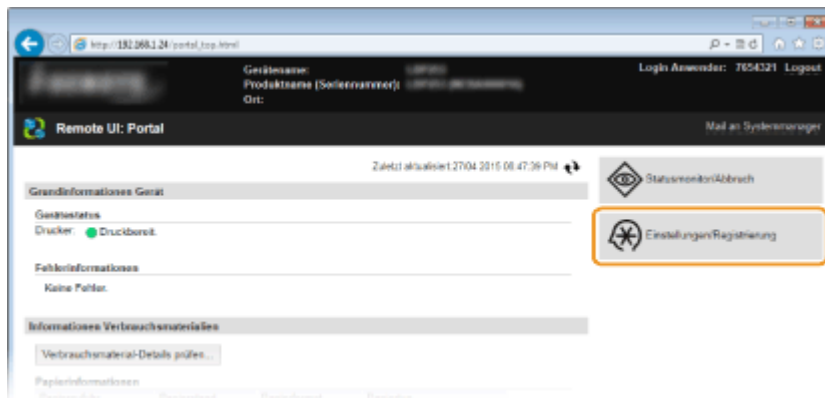 http://192.168.1.24/portal_top.html
Gerätename:
Produktname (Seriennummer):
Ort:
Login Anwender: 7654321 Logout
Remote UI: Portal
Mail an Systemmanager
Zuletzt aktualisiert:27/04 2015 06:47:39 PM
Grundinformationen Gerät
Gerätestatus
Drucker: Druckbereit.
Fehlerinformationen
Keine Fehler.
Informationen Verbrauchsmaterialien
Verbrauchsmaterial-Details prüfen...
Papierinformationen
Statusmonitor/Abbruch
Einstellungen/Registrierung